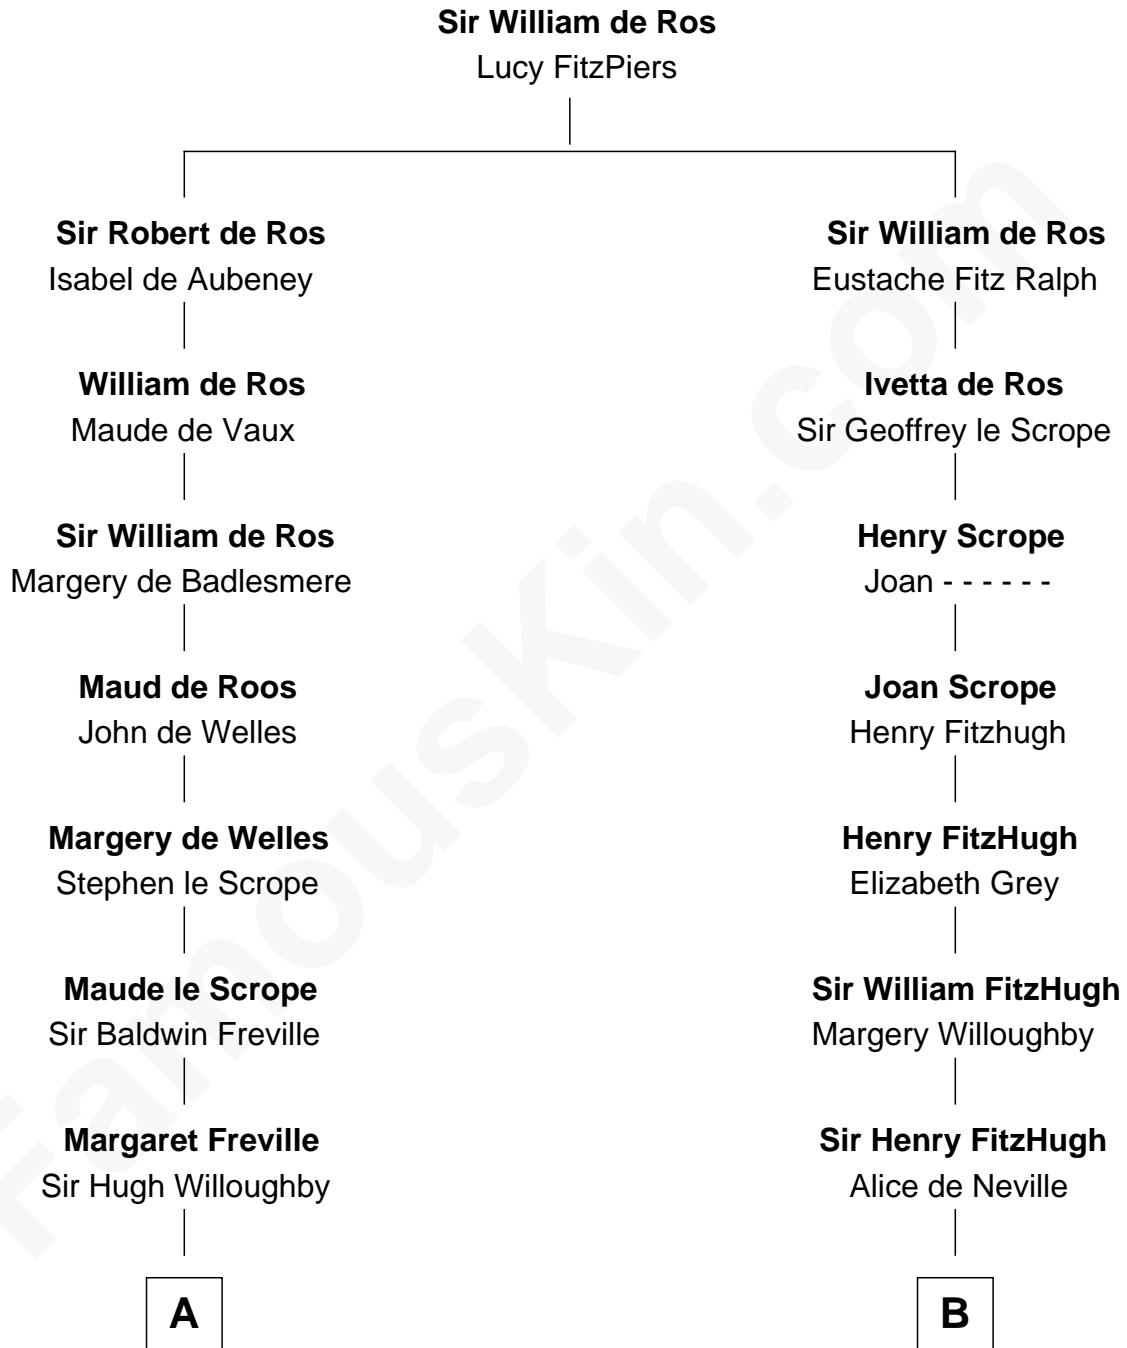 Sir William de Ros
Lucy FitzPiers
Sir Robert de Ros
Isabel de Aubeney
William de Ros
Maude de Vaux
Sir William de Ros
Margery de Badlesmere
Maud de Roos
John de Welles
Margery de Welles
Stephen le Scrope
Maude le Scrope
Sir Baldwin Freville
Margaret Freville
Sir Hugh Willoughby
A
Sir William de Ros
Eustache Fitz Ralph
Ivetta de Ros
Sir Geoffrey le Scrope
Henry Scrope
Joan - - - - - -
Joan Scrope
Henry Fitzhugh
Henry FitzHugh
Elizabeth Grey
Sir William FitzHugh
Margery Willoughby
Sir Henry FitzHugh
Alice de Neville
B
FamousKin.com